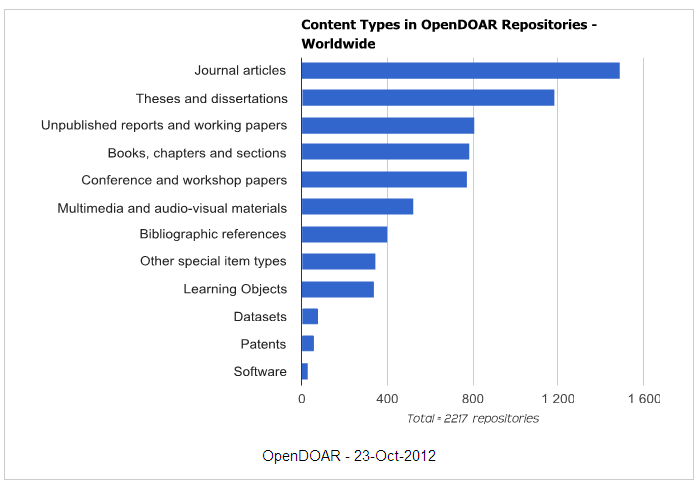 Content Types in OpenDOAR Repositories -
Worldwide
Journal articles
Theses and dissertations
Unpublished reports and working papers
Books, chapters and sections
Conference and workshop papers
Multimedia and audio-visual materials
Bibliographic references
Other special item types
Learning Objects
Datasets
Patents
Software
0 400 800 1 200 1 600
Total = 2217 repositories
OpenDOAR - 23-Oct-2012